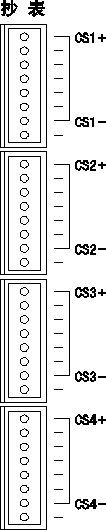 抄表
CS1+
CS1-
CS2+
CS2-
CS3+
CS3-
CS4+
CS4-